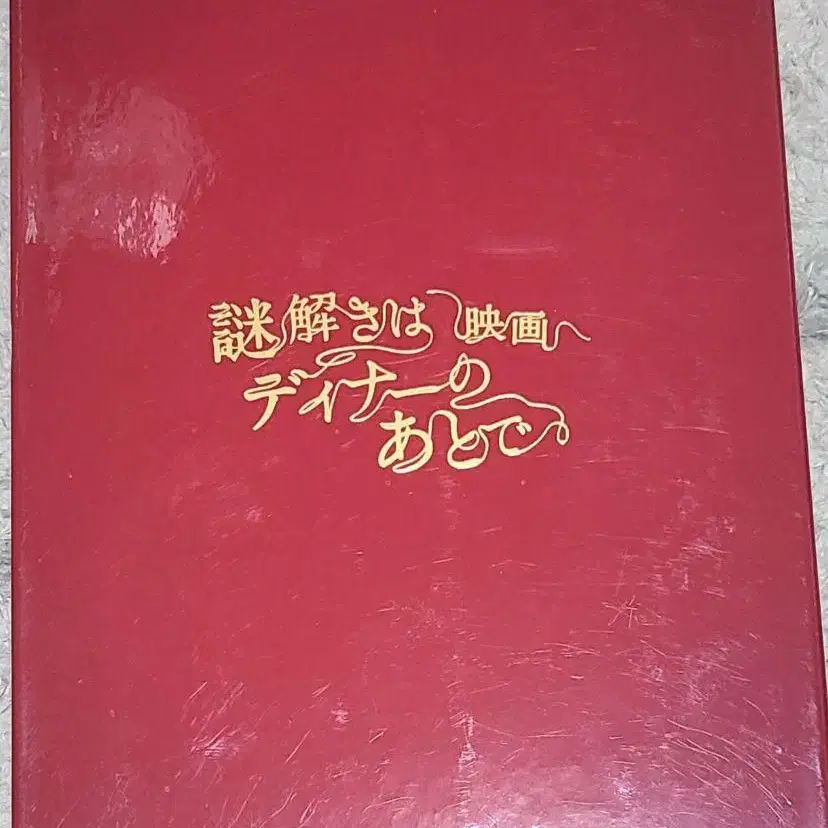 謎解きは 映画
ディナーの
あとで